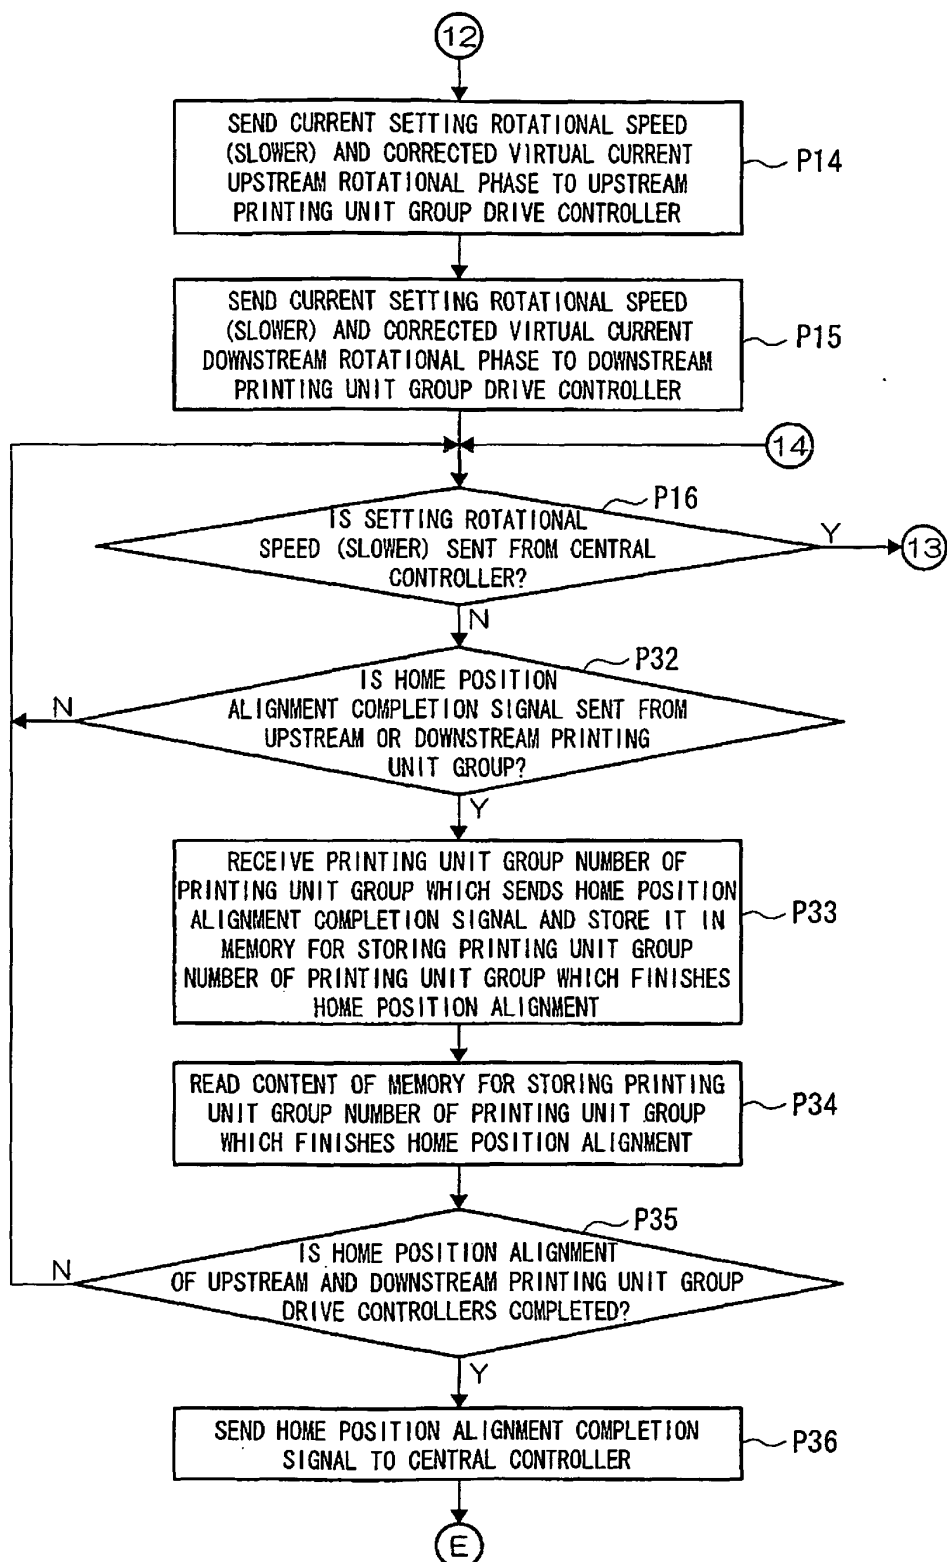 12
SEND CURRENT SETTING ROTATIONAL SPEED
(SLOWER) AND CORRECTED VIRTUAL CURRENT
UPSTREAM ROTATIONAL PHASE TO UPSTREAM
PRINTING UNIT GROUP DRIVE CONTROLLER
P14
SEND CURRENT SETTING ROTATIONAL SPEED
(SLOWER) AND CORRECTED VIRTUAL CURRENT
DOWNSTREAM ROTATIONAL PHASE TO DOWNSTREAM
PRINTING UNIT GROUP DRIVE CONTROLLER
P15
14
P16
IS SETTING ROTATIONAL
SPEED (SLOWER) SENT FROM CENTRAL
CONTROLLER?
Y
13
N
P32
IS HOME POSITION
ALIGNMENT COMPLETION SIGNAL SENT FROM
UPSTREAM OR DOWNSTREAM PRINTING
UNIT GROUP?
N
Y
RECEIVE PRINTING UNIT GROUP NUMBER OF
PRINTING UNIT GROUP WHICH SENDS HOME POSITION
ALIGNMENT COMPLETION SIGNAL AND STORE IT IN
MEMORY FOR STORING PRINTING UNIT GROUP
NUMBER OF PRINTING UNIT GROUP WHICH FINISHES
HOME POSITION ALIGNMENT
P33
READ CONTENT OF MEMORY FOR STORING PRINTING
UNIT GROUP NUMBER OF PRINTING UNIT GROUP
WHICH FINISHES HOME POSITION ALIGNMENT
P34
P35
IS HOME POSITION ALIGNMENT
OF UPSTREAM AND DOWNSTREAM PRINTING UNIT GROUP
DRIVE CONTROLLERS COMPLETED?
N
Y
SEND HOME POSITION ALIGNMENT COMPLETION
SIGNAL TO CENTRAL CONTROLLER
P36
E